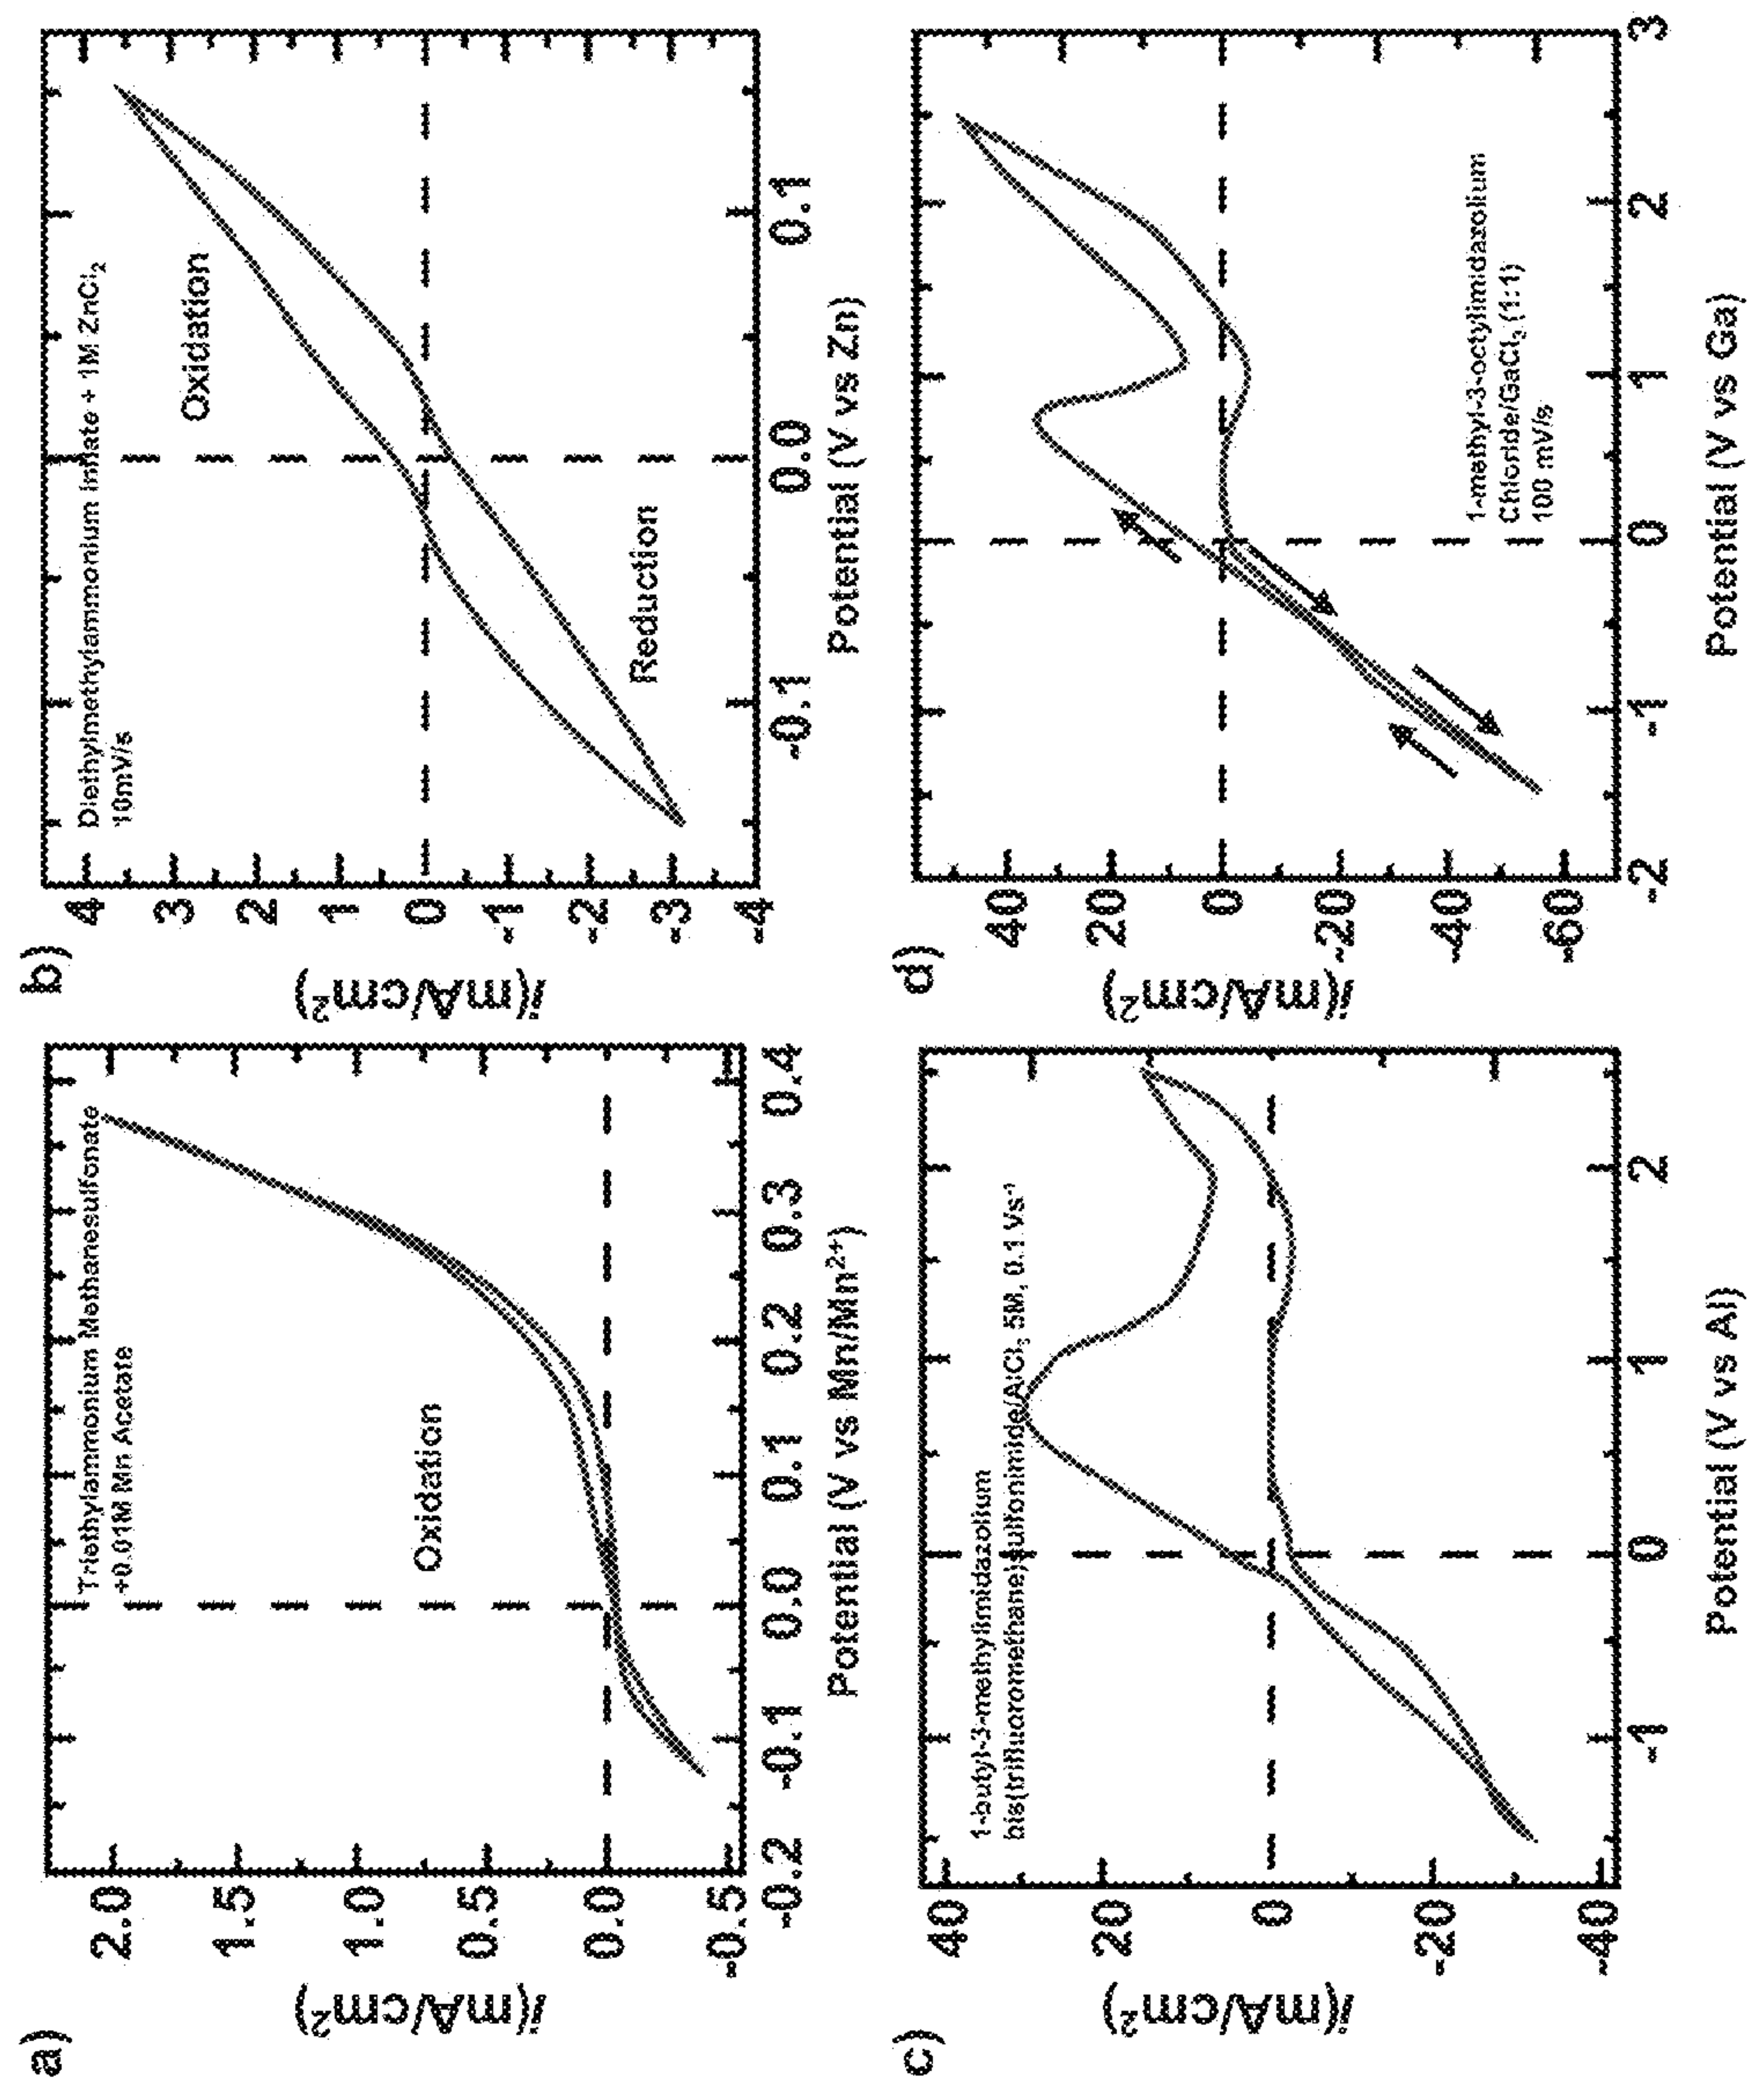 a)
Triethylammonium Methanesulfonate
+0.01M Mn Acetate
Oxidation
i(mA/cm²)
2.0
1.5
1.0
0.5
0.0
-0.5
-0.2 -0.1 0.0 0.1 0.2 0.3 0.4
Potential (V vs Mn/Mn²⁺)
b)
Diethylmethylammonium triflate + 1M ZnCl₂
10mV/s
Oxidation
Reduction
i(mA/cm²)
4
3
2
1
0
-1
-2
-3
-4
-0.1 0.0 0.1
Potential (V vs Zn)
c)
1-butyl-3-methylimidazolium
bis(trifluoromethane)sulfonimide/AlCl₃ 5M, 0.1 Vs⁻¹
i(mA/cm²)
40
20
0
-20
-40
-1 0 1 2
Potential (V vs Al)
d)
1-methyl-3-octylimidazolium
Chloride/GaCl₃ (1:1)
100 mV/s
i(mA/cm²)
40
20
0
-20
-40
-60
-2 -1 0 1 2 3
Potential (V vs Ga)